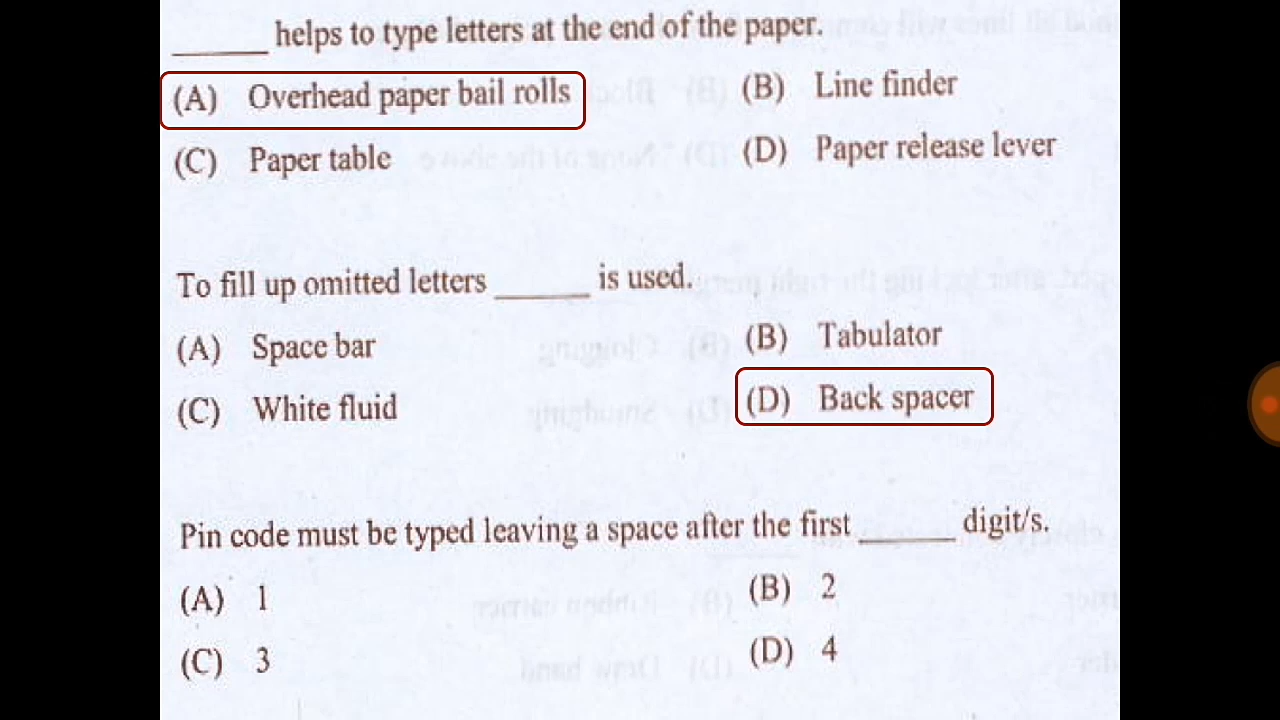 ______ helps to type letters at the end of the paper.
(A) Overhead paper bail rolls (B) Line finder
(C) Paper table (D) Paper release lever
To fill up omitted letters ______ is used.
(A) Space bar (B) Tabulator
(C) White fluid (D) Back spacer
Pin code must be typed leaving a space after the first ______ digit/s.
(A) 1 (B) 2
(C) 3 (D) 4